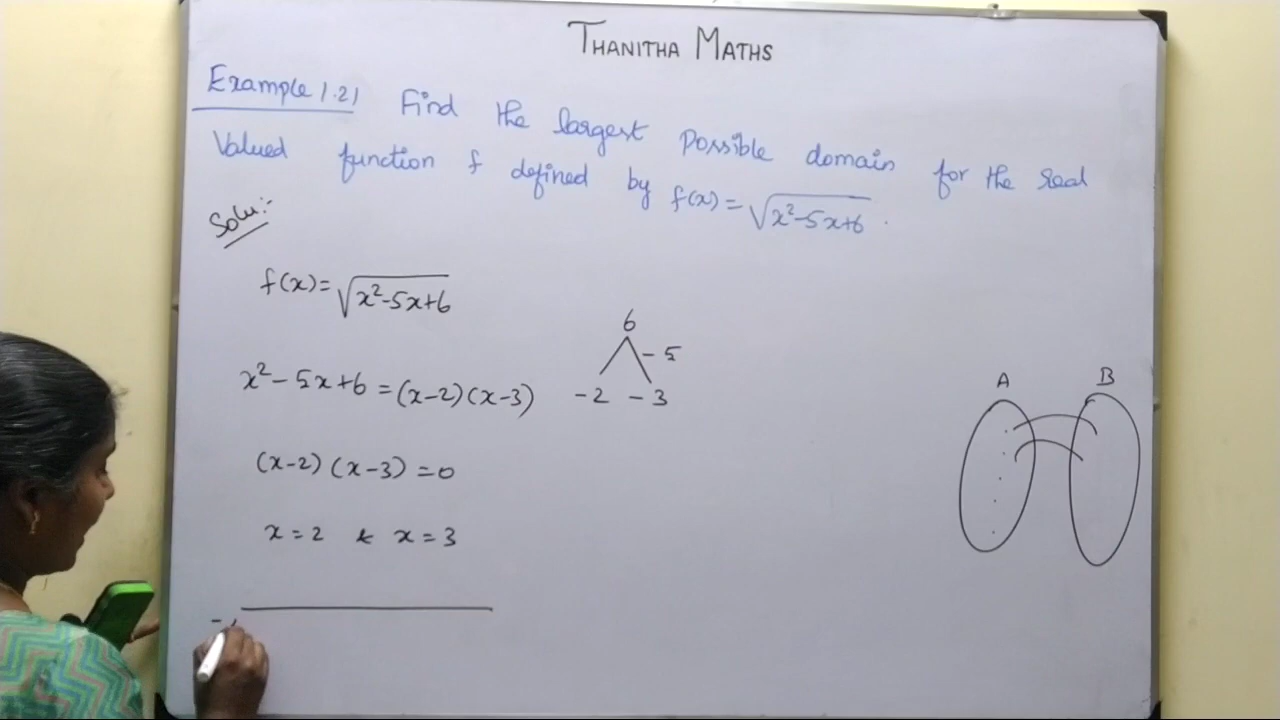 THANITHA MATHS
Example 1.21 Find the largest possible domain for the real
Valued function f defined by f(x)=√x²-5x+6 .
Solu:-
f(x)=√x²-5x+6
6
-5
x²-5x+6=(x-2)(x-3)
-2 -3
A B
(x-2)(x-3)=0
x=2 & x=3